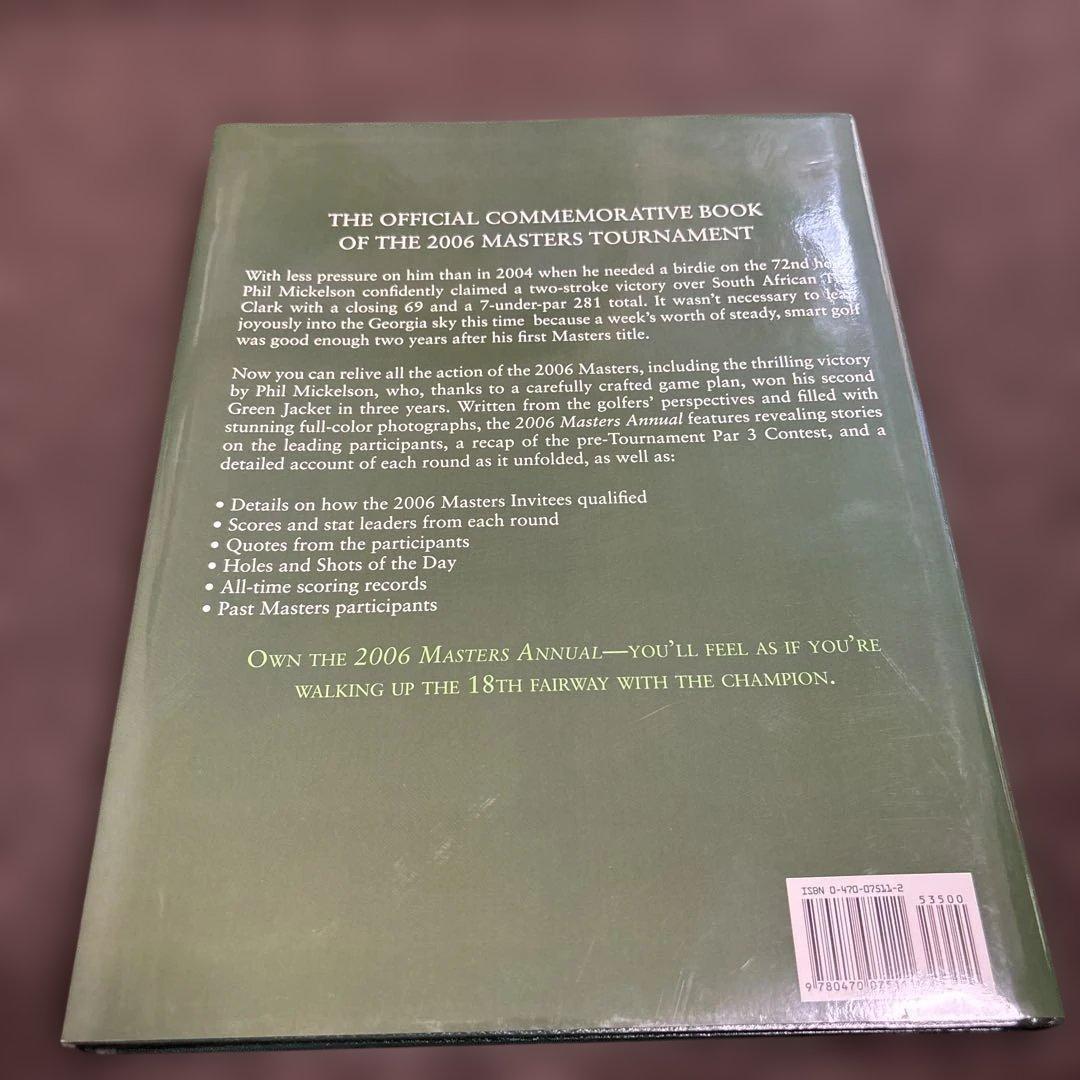 THE OFFICIAL COMMEMORATIVE BOOK
OF THE 2006 MASTERS TOURNAMENT
With less pressure on him than in 2004 when he needed a birdie on the 72nd
Phil Mickelson confidently claimed a two-stroke victory over South African
Clark with a closing 69 and a 7-under-par 281 total. It wasn't necessary to leap
joyously into the Georgia sky this time because a week's worth of steady, smart golf
was good enough two years after his first Masters title.
Now you can relive all the action of the 2006 Masters, including the thrilling victory
by Phil Mickelson, who, thanks to a carefully crafted game plan, won his second
Green Jacket in three years. Written from the golfers' perspectives and filled with
stunning full-color photographs, the 2006 Masters Annual features revealing stories
on the leading participants, a recap of the pre-Tournament Par 3 Contest, and a
detailed account of each round as it unfolded, as well as:
• Details on how the 2006 Masters Invitees qualified
• Scores and stat leaders from each round
• Quotes from the participants
• Holes and Shots of the Day
• All-time scoring records
• Past Masters participants
OWN THE 2006 MASTERS ANNUAL—YOU'LL FEEL AS IF YOU'RE
WALKING UP THE 18TH FAIRWAY WITH THE CHAMPION.
ISBN 0-470-07511-2
53500
9 780470